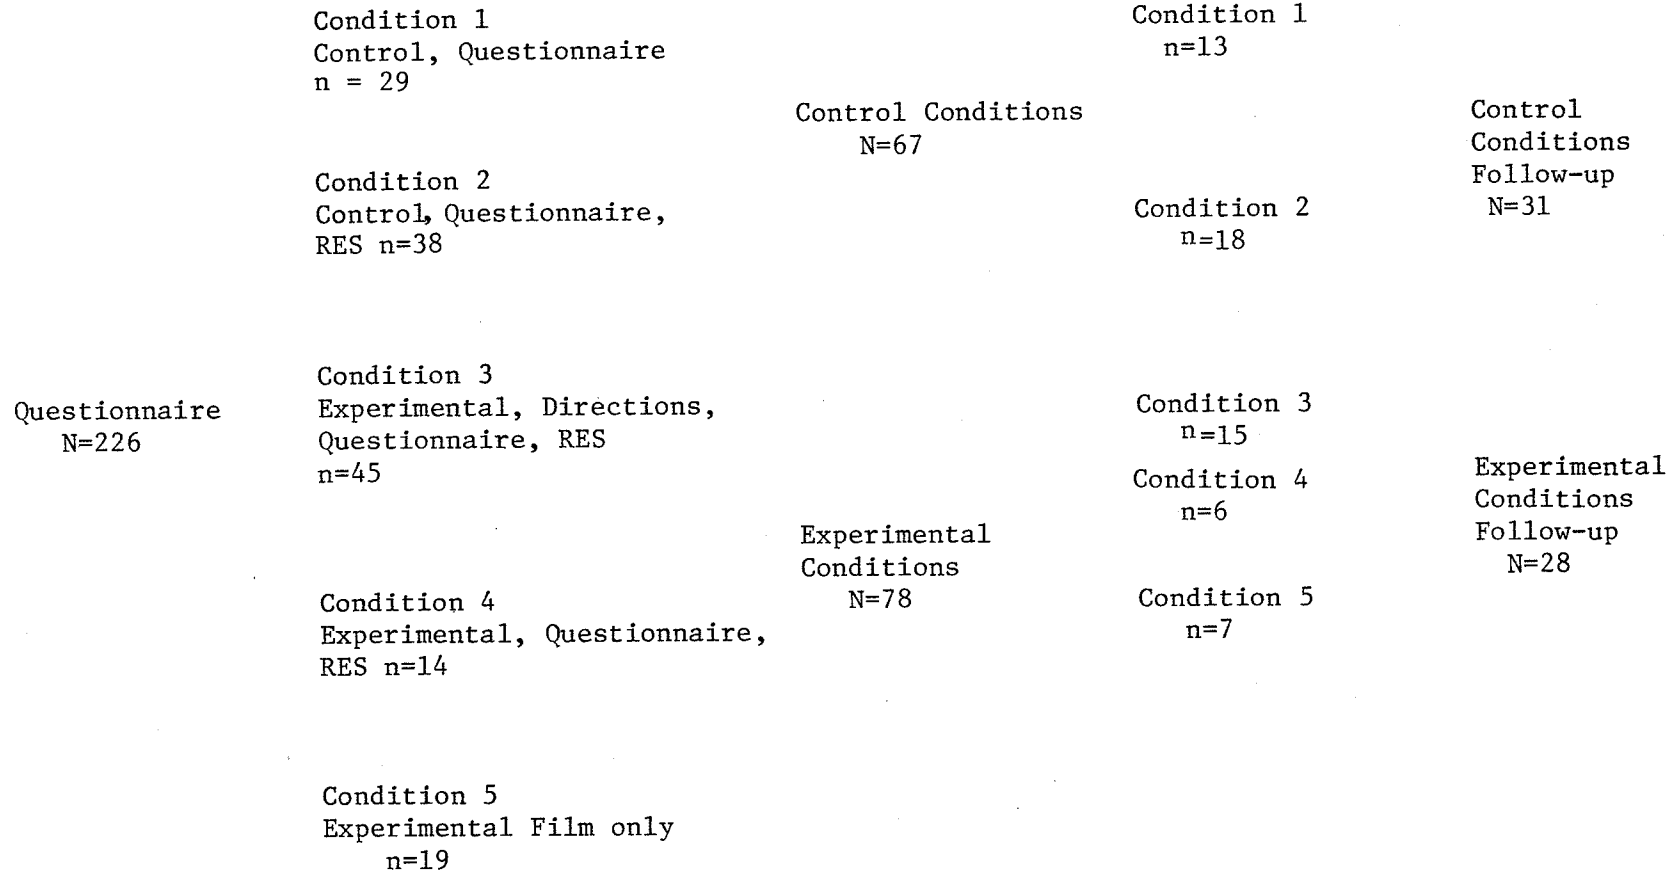 Questionnaire
N=226
Condition 1
Control, Questionnaire
n = 29
Condition 2
Control, Questionnaire,
RES n=38
Condition 3
Experimental, Directions,
Questionnaire, RES
n=45
Condition 4
Experimental, Questionnaire,
RES n=14
Condition 5
Experimental Film only
n=19
Control Conditions
N=67
Experimental
Conditions
N=78
Condition 1
n=13
Condition 2
n=18
Condition 3
n=15
Condition 4
n=6
Condition 5
n=7
Control
Conditions
Follow-up
N=31
Experimental
Conditions
Follow-up
N=28